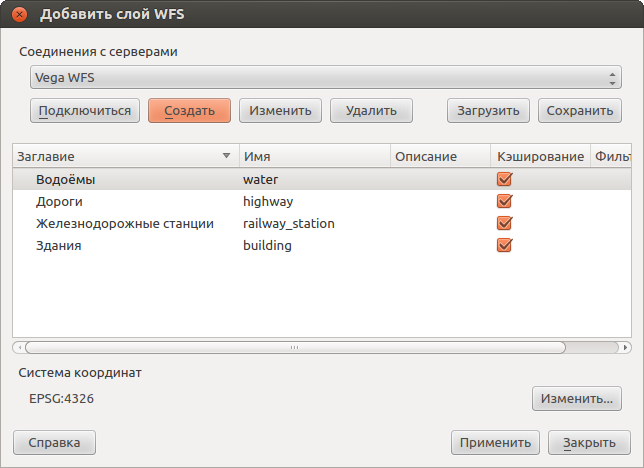 Добавить слой WFS
Соединения с серверами
Vega WFS
Подключиться Создать Изменить Удалить Загрузить Сохранить
Заглавие Имя Описание Кэширование Фильт
Водоёмы water
Дороги highway
Железнодорожные станции railway_station
Здания building
Система координат
EPSG:4326 Изменить...
Справка Применить Закрыть